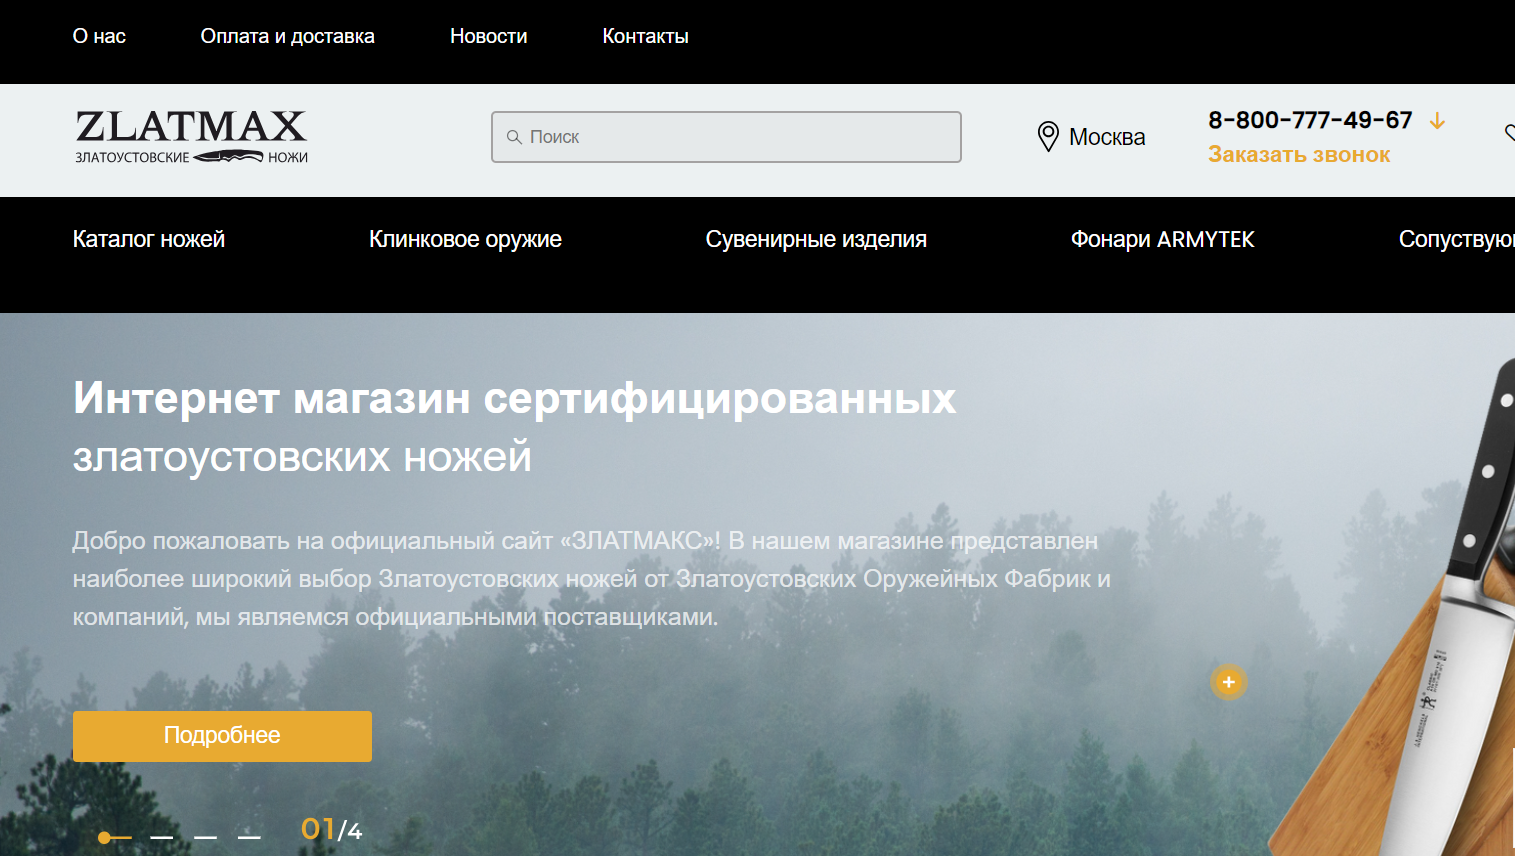 О нас Оплата и доставка Новости Контакты
ZLATMAX
ЗЛАТОУСТОВСКИЕ НОЖИ
Поиск
Москва
8-800-777-49-67
Заказать звонок
Каталог ножей Клинковое оружие Сувенирные изделия Фонари ARMYTEK Сопуствую
Интернет магазин сертифицированных
златоустовских ножей
Добро пожаловать на официальный сайт «ЗЛАТМАКС»! В нашем магазине представлен
наиболее широкий выбор Златоустовских ножей от Златоустовских Оружейных Фабрик и
компаний, мы являемся официальными поставщиками.
Подробнее
01/4